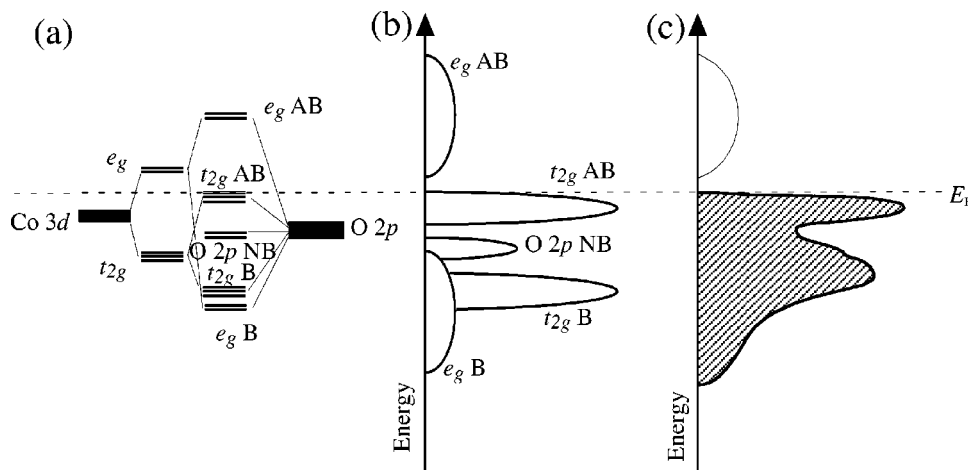 (a)
e_g AB
e_g
t_2g AB
Co 3d
O 2p
O 2p NB
t_2g
t_2g B
e_g B
(b)
e_g AB
t_2g AB
O 2p NB
t_2g B
e_g B
Energy
(c)
Energy